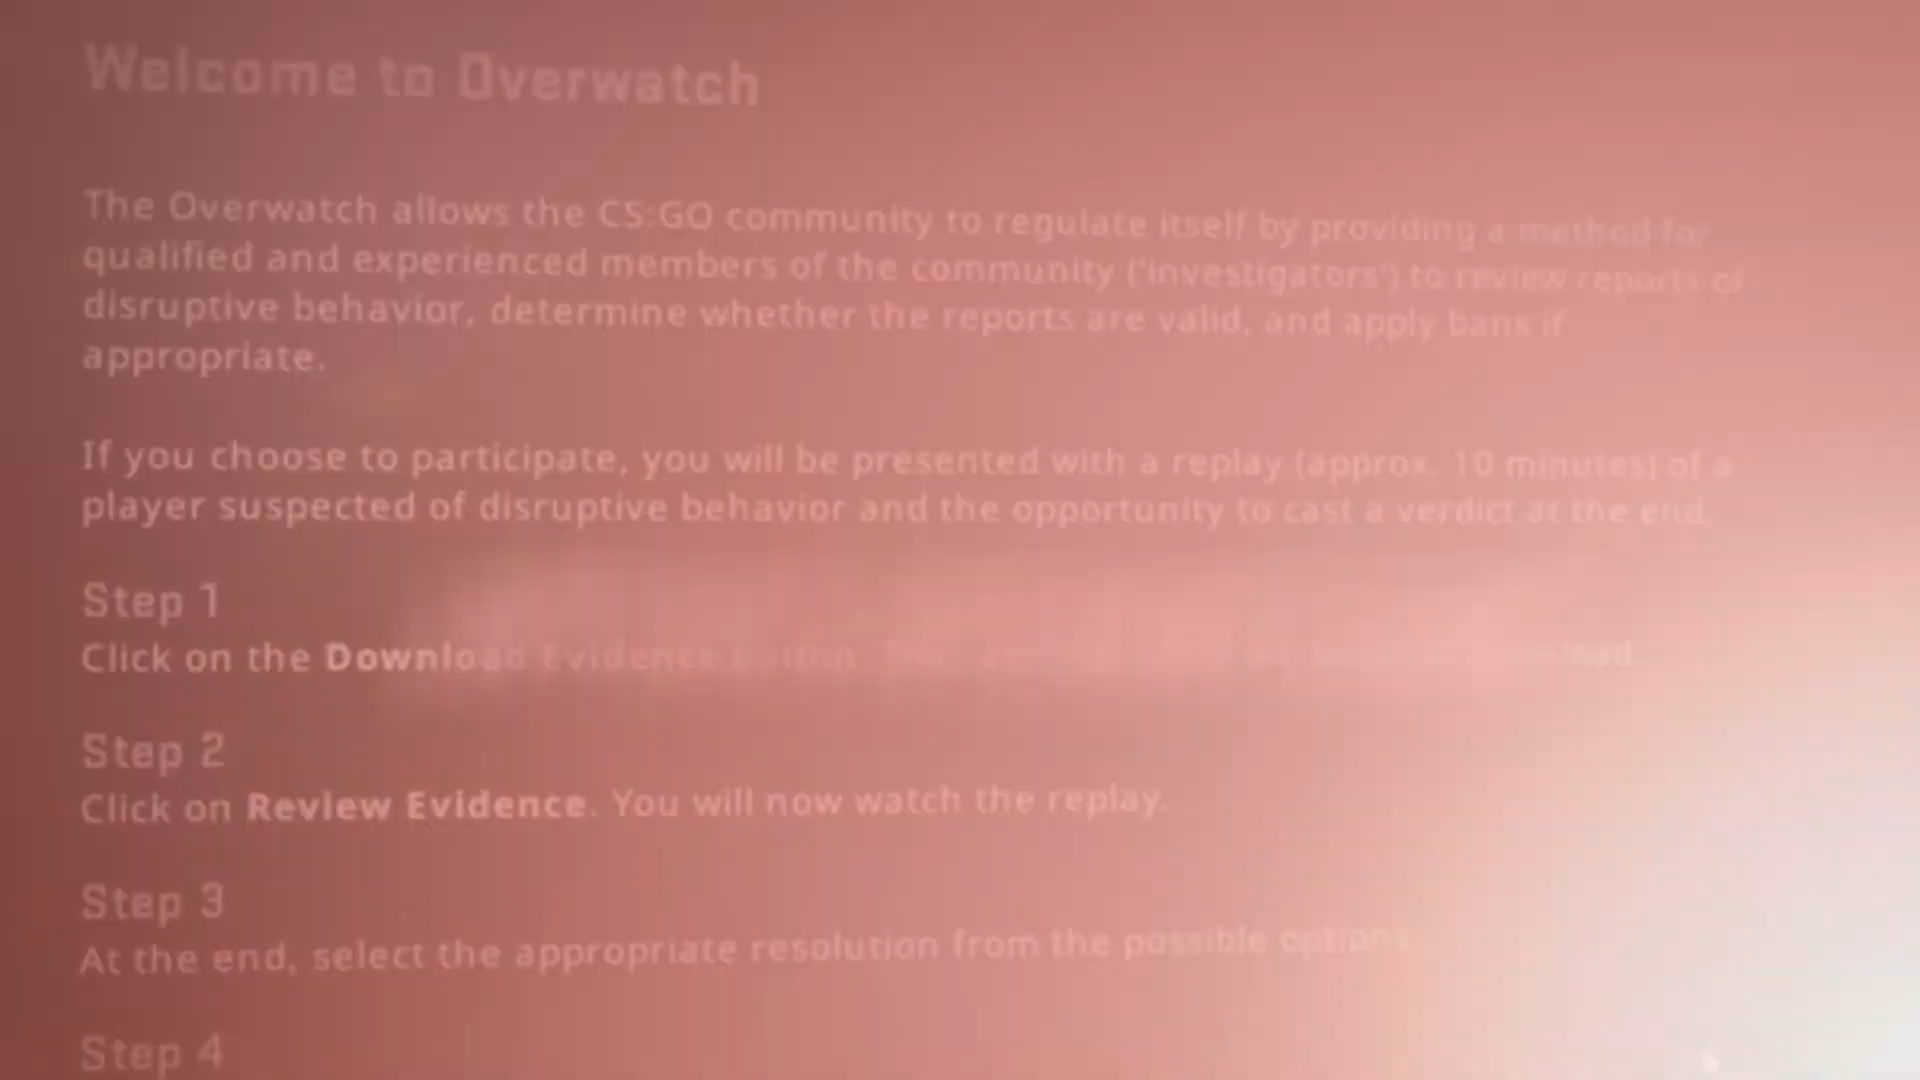 Welcome to Overwatch
The Overwatch allows the CS:GO community to regulate itself by providing a method for
qualified and experienced members of the community ('investigators') to review reports of
disruptive behavior, determine whether the reports are valid, and apply bans if
appropriate.
If you choose to participate, you will be presented with a replay (approx. 10 minutes) of a
player suspected of disruptive behavior and the opportunity to cast a verdict at the end.
Step 1
Click on the Download Evidence button. The
Step 2
Click on Review Evidence. You will now watch the replay.
Step 3
At the end, select the appropriate resolution from the possible options
Step 4